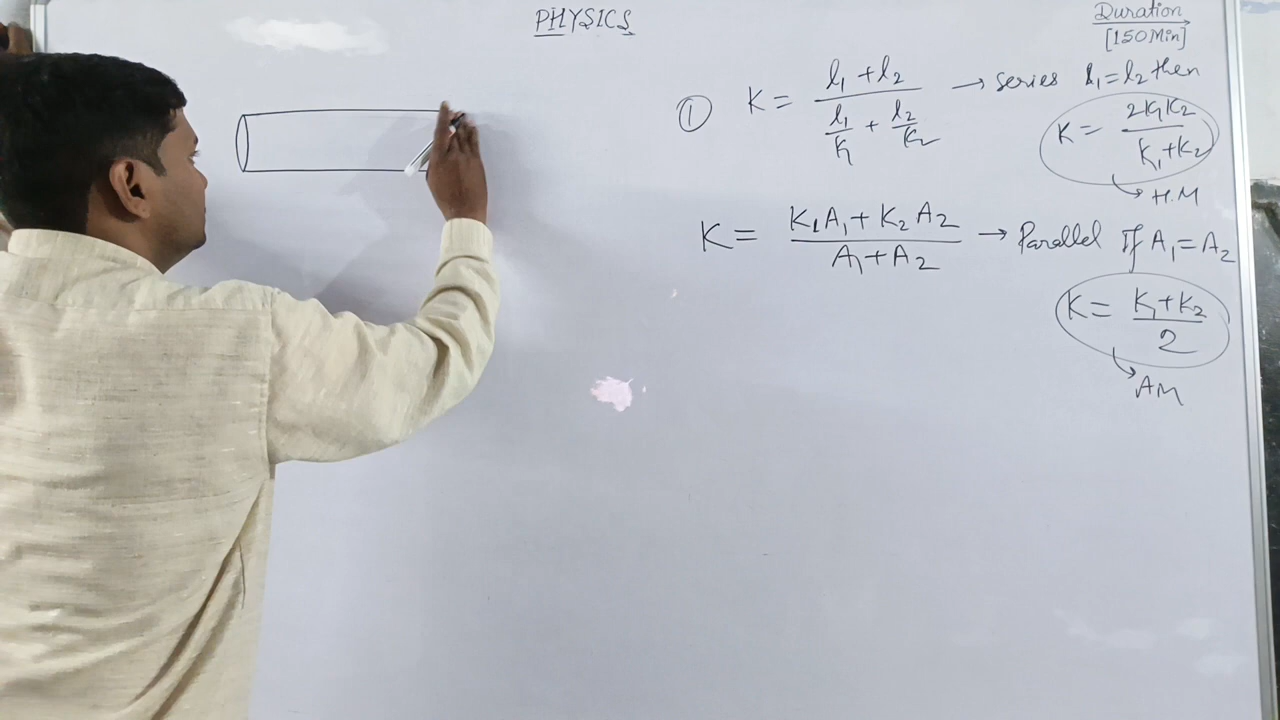 PHYSICS
Duration
[150 Min]
① K = (l₁ + l₂) / (l₁/K₁ + l₂/K₂) → series l₁ = l₂ then
K = 2K₁K₂ / (K₁ + K₂)
→ H.M
K = (K₁A₁ + K₂A₂) / (A₁ + A₂) → Parallel If A₁ = A₂
K = (K₁ + K₂) / 2
→ AM